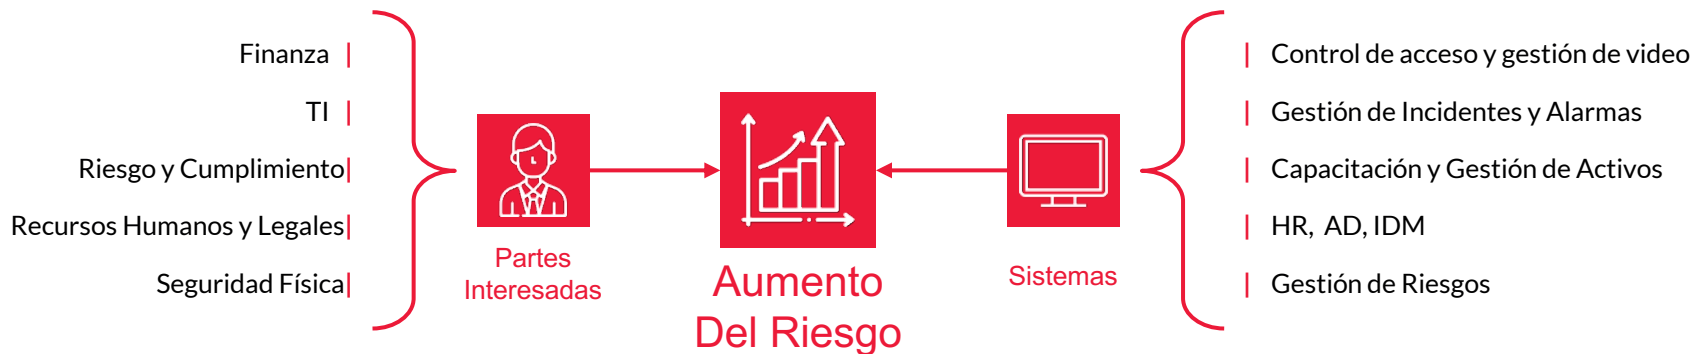 Finanza |
TI |
Riesgo y Cumplimiento|
Recursos Humanos y Legales|
Seguridad Física|
Partes
Interesadas
Aumento
Del Riesgo
Sistemas
| Control de acceso y gestión de video
| Gestión de Incidentes y Alarmas
| Capacitación y Gestión de Activos
| HR, AD, IDM
| Gestión de Riesgos